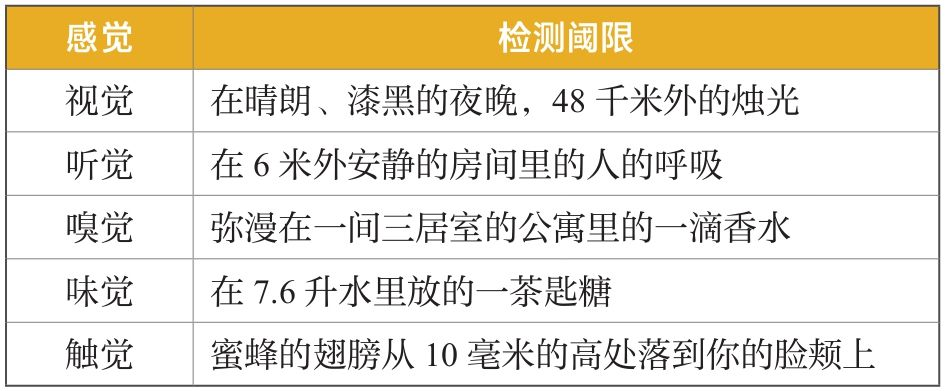 感觉 检测阈限
视觉 在晴朗、漆黑的夜晚，48 千米外的烛光
听觉 在 6 米外安静的房间里的人的呼吸
嗅觉 弥漫在一间三居室的公寓里的一滴香水
味觉 在 7.6 升水里放的一茶匙糖
触觉 蜜蜂的翅膀从 10 毫米的高处落到你的脸颊上